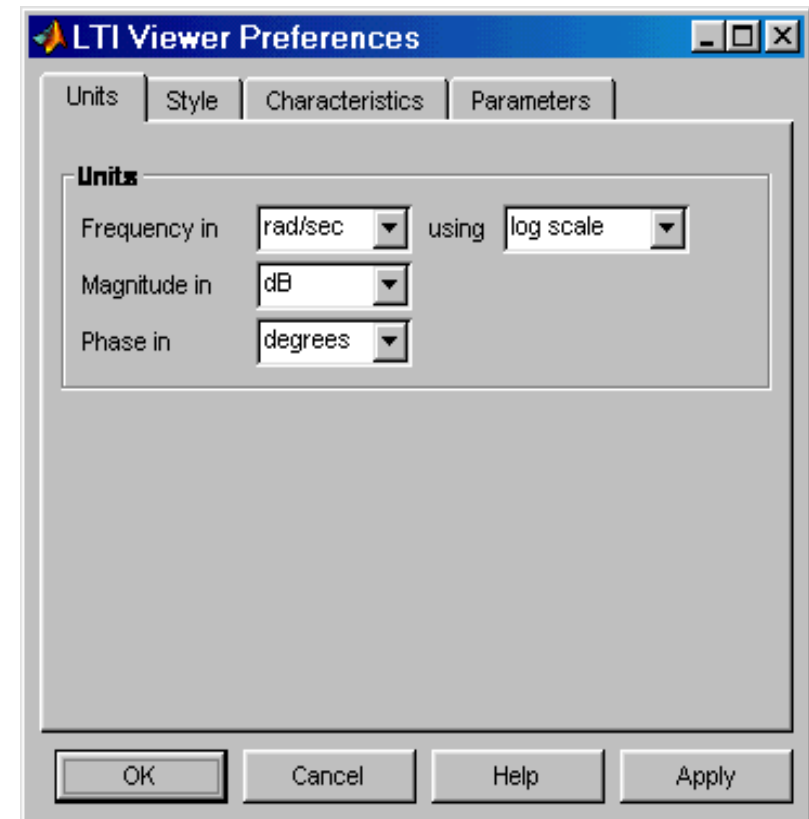 LTI Viewer Preferences
Units Style Characteristics Parameters
Units
Frequency in rad/sec using log scale
Magnitude in dB
Phase in degrees
OK Cancel Help Apply